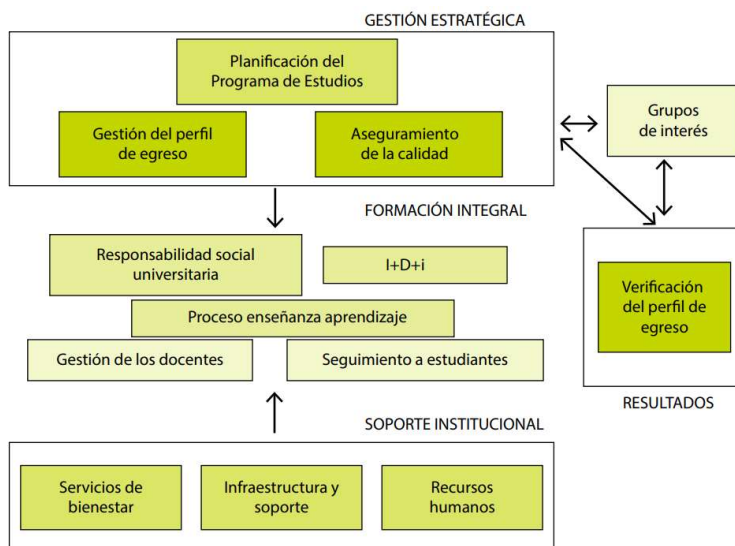 GESTIÓN ESTRATÉGICA
Planificación del
Programa de Estudios
Gestión del perfil
de egreso
Aseguramiento
de la calidad
Grupos
de interés
FORMACIÓN INTEGRAL
Responsabilidad social
universitaria
I+D+i
Proceso enseñanza aprendizaje
Gestión de los docentes
Seguimiento a estudiantes
Verificación
del perfil de
egreso
RESULTADOS
SOPORTE INSTITUCIONAL
Servicios de
bienestar
Infraestructura y
soporte
Recursos
humanos